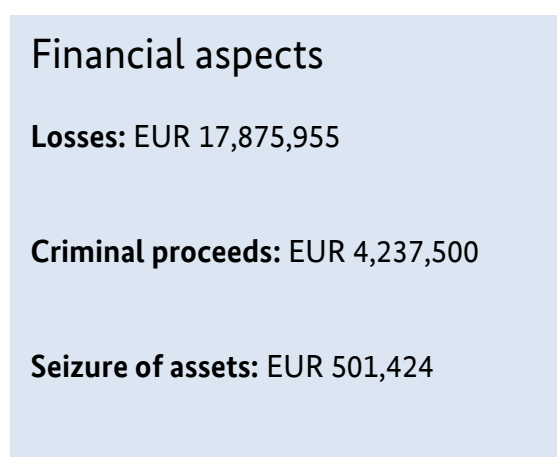 Financial aspects
Losses: EUR 17,875,955
Criminal proceeds: EUR 4,237,500
Seizure of assets: EUR 501,424